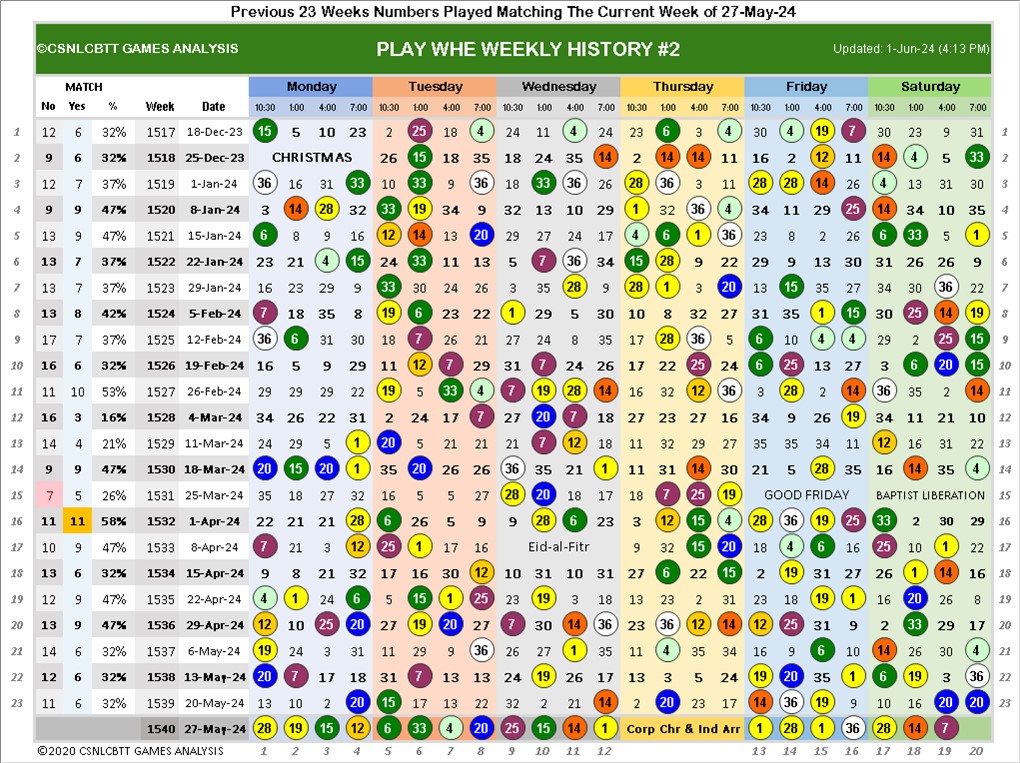 Previous 23 Weeks Numbers Played Matching The Current Week of 27-May-24
©CSNLCBTT GAMES ANALYSIS PLAY WHE WEEKLY HISTORY #2 Updated: 1-Jun-24 (4:13 PM)
MATCH Monday Tuesday Wednesday Thursday Friday Saturday
No Yes % Week Date 10:30 1:00 4:00 7:00 10:30 1:00 4:00 7:00 10:30 1:00 4:00 7:00 10:30 1:00 4:00 7:00 10:30 1:00 4:00 7:00 10:30 1:00 4:00 7:00
1 12 6 32% 1517 18-Dec-23 15 5 10 23 2 25 18 4 24 11 4 24 23 6 3 4 30 4 19 7 30 23 9 31 1
2 9 6 32% 1518 25-Dec-23 CHRISTMAS 26 15 18 35 18 24 35 14 2 14 14 11 16 2 12 11 14 4 5 33 2
3 12 7 37% 1519 1-Jan-24 36 16 31 33 10 33 9 36 18 33 36 26 28 36 3 11 28 28 14 26 4 13 31 30 3
4 9 9 47% 1520 8-Jan-24 3 14 28 32 33 19 34 9 32 13 10 29 1 32 36 4 34 11 29 25 14 34 10 35 4
5 13 9 47% 1521 15-Jan-24 6 8 9 16 12 14 13 20 29 27 24 17 4 6 1 36 23 8 2 26 6 33 5 1 5
6 13 7 37% 1522 22-Jan-24 23 21 4 15 24 33 11 13 5 7 36 34 15 28 9 22 29 9 13 30 31 26 26 9 6
7 13 7 37% 1523 29-Jan-24 16 23 29 9 33 30 24 26 3 35 28 9 28 1 3 20 13 15 35 27 34 30 36 22 7
8 13 8 42% 1524 5-Feb-24 7 18 35 8 19 6 23 22 1 29 5 30 10 8 32 27 31 35 1 15 30 25 14 19 8
9 17 7 37% 1525 12-Feb-24 36 6 31 30 18 7 26 21 27 24 8 35 17 28 36 5 6 10 4 4 29 2 25 15 9
10 16 6 32% 1526 19-Feb-24 16 5 9 29 11 12 7 29 31 7 24 26 17 22 25 24 6 25 13 27 3 6 20 15 10
11 11 10 53% 1527 26-Feb-24 22 21 23 22 19 5 33 4 7 19 28 14 16 32 12 36 3 28 2 14 36 35 2 14 11
12 16 3 16% 1528 4-Mar-24 34 26 22 31 2 24 17 7 27 20 7 18 27 23 27 16 34 9 26 19 34 11 21 10 12
13 14 4 21% 1529 11-Mar-24 24 29 5 1 20 5 21 21 21 7 12 18 11 32 29 27 35 35 34 11 12 16 31 22 13
14 9 9 47% 1530 18-Mar-24 20 15 20 1 35 20 26 26 36 35 21 1 11 31 14 30 21 5 28 35 16 14 35 4 14
15 7 5 26% 1531 25-Mar-24 35 18 27 32 16 5 5 27 28 20 18 17 18 7 25 19 GOOD FRIDAY BAPTIST LIBERATION 15
16 11 11 58% 1532 1-Apr-24 22 21 21 28 6 26 5 9 9 28 6 23 3 12 15 4 28 36 19 25 33 2 30 29 16
17 10 9 47% 1533 8-Apr-24 7 21 3 12 25 1 17 16 Eid-al-Fitr 9 32 15 20 18 4 6 16 25 10 1 22 17
18 13 6 32% 1534 15-Apr-24 9 8 21 32 17 16 30 12 10 31 10 31 27 6 22 15 2 19 31 27 26 1 14 16 18
19 12 9 47% 1535 22-Apr-24 4 1 24 6 5 15 7 25 23 19 3 18 13 23 2 31 23 18 19 1 16 20 26 8 19
20 13 9 47% 1536 29-Apr-24 12 10 25 20 27 19 20 27 7 30 14 36 23 36 12 14 12 25 31 9 2 33 29 17 20
21 14 6 32% 1537 6-May-24 19 24 3 31 11 8 9 36 27 26 1 35 11 4 35 34 16 9 6 10 14 26 30 4 21
22 12 6 32% 1538 13-May-24 20 7 17 18 31 7 13 13 24 19 26 17 13 3 5 24 19 20 35 1 6 19 3 36 22
23 11 6 32% 1539 20-May-24 13 10 2 20 15 17 13 22 29 8 32 14 2 20 23 17 14 36 19 9 10 16 20 20 23
1540 27-May-24 28 19 15 12 6 33 4 20 25 15 14 1 Corp Chr & Ind Arr 1 28 1 36 28 14 7
©2020 CSNLCBTT GAMES ANALYSIS 1 2 3 4 5 6 7 8 9 10 11 12 13 14 15 16 17 18 19 20